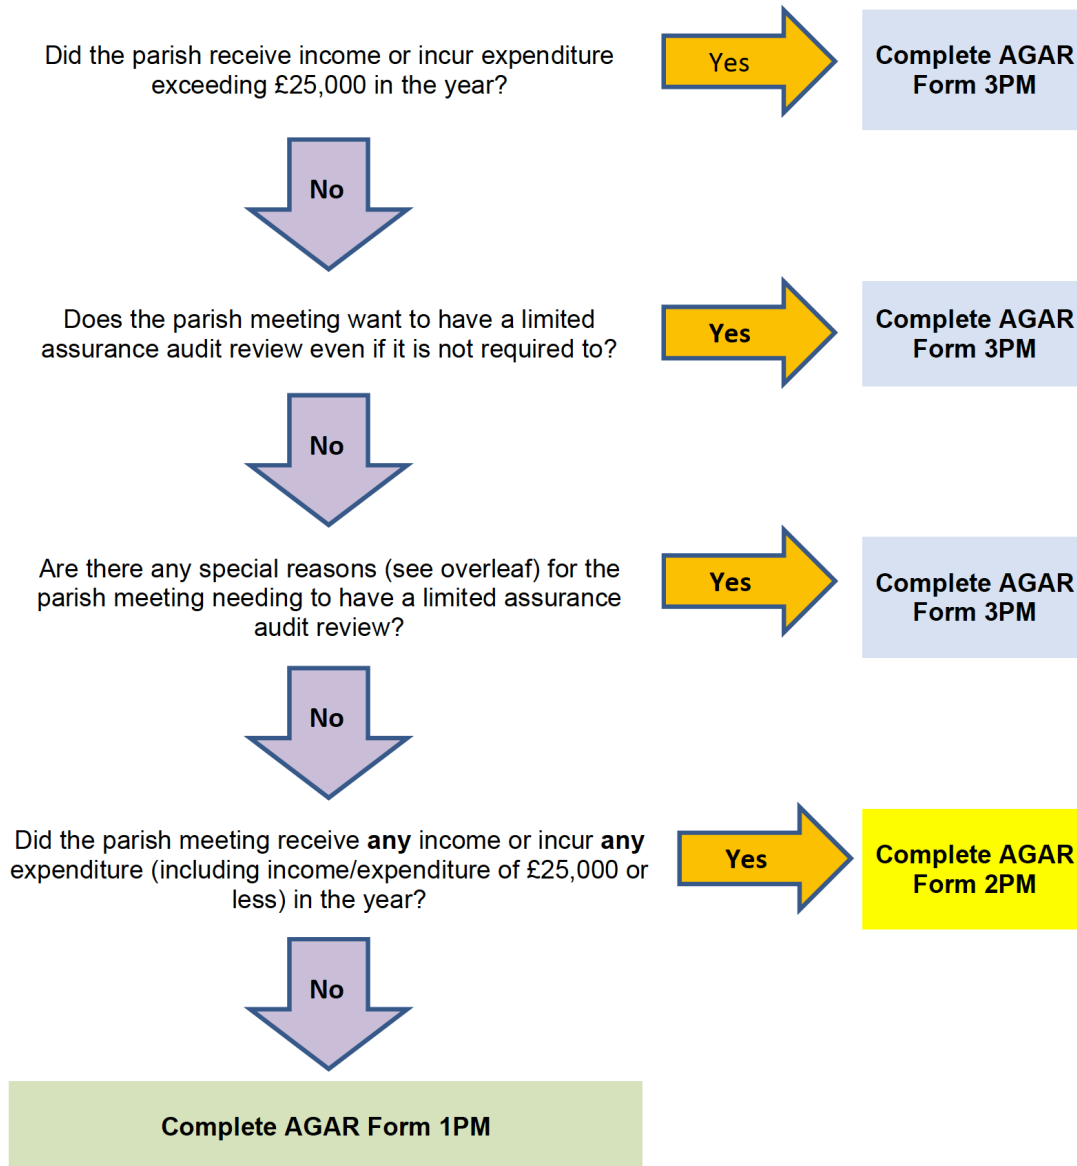 Did the parish receive income or incur expenditure
exceeding £25,000 in the year?
Yes
Complete AGAR
Form 3PM
No
Does the parish meeting want to have a limited
assurance audit review even if it is not required to?
Yes
Complete AGAR
Form 3PM
No
Are there any special reasons (see overleaf) for the
parish meeting needing to have a limited assurance
audit review?
Yes
Complete AGAR
Form 3PM
No
Did the parish meeting receive any income or incur any
expenditure (including income/expenditure of £25,000 or
less) in the year?
Yes
Complete AGAR
Form 2PM
No
Complete AGAR Form 1PM